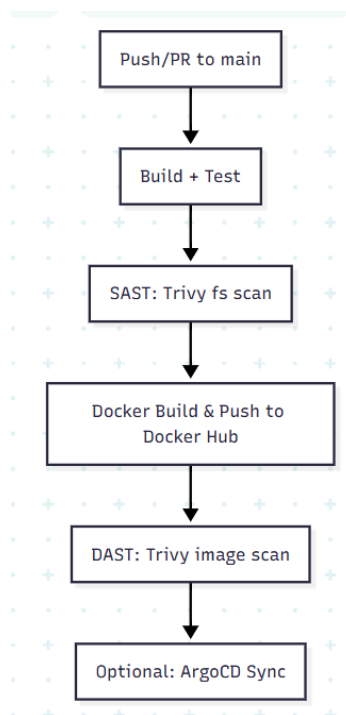 Push/PR to main
Build + Test
SAST: Trivy fs scan
Docker Build & Push to
Docker Hub
DAST: Trivy image scan
Optional: ArgoCD Sync